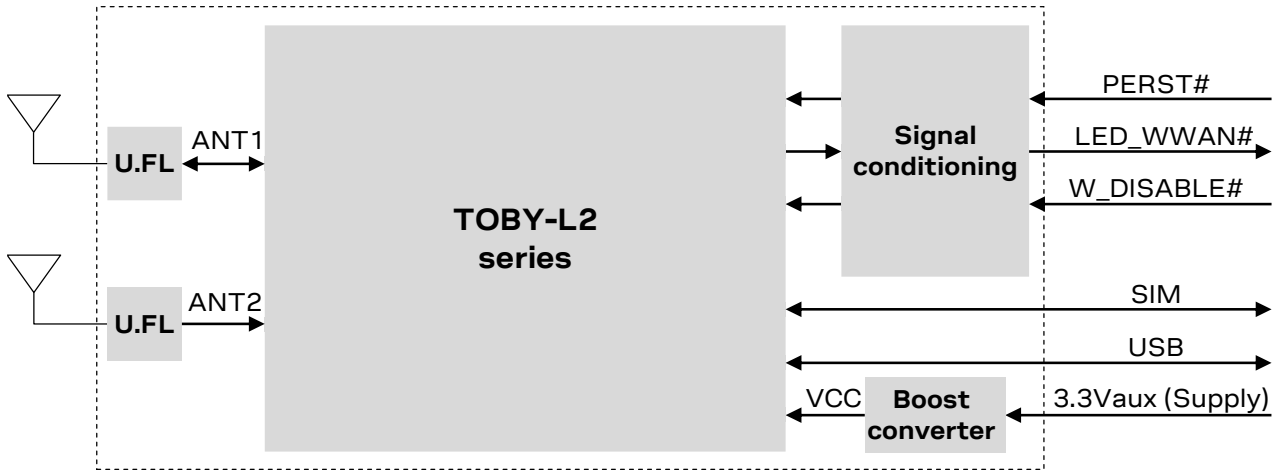 PERST#
U.FL
ANT1
Signal
conditioning
LED_WWAN#
W_DISABLE#
TOBY-L2
series
U.FL
ANT2
SIM
USB
VCC
Boost
converter
3.3Vaux (Supply)